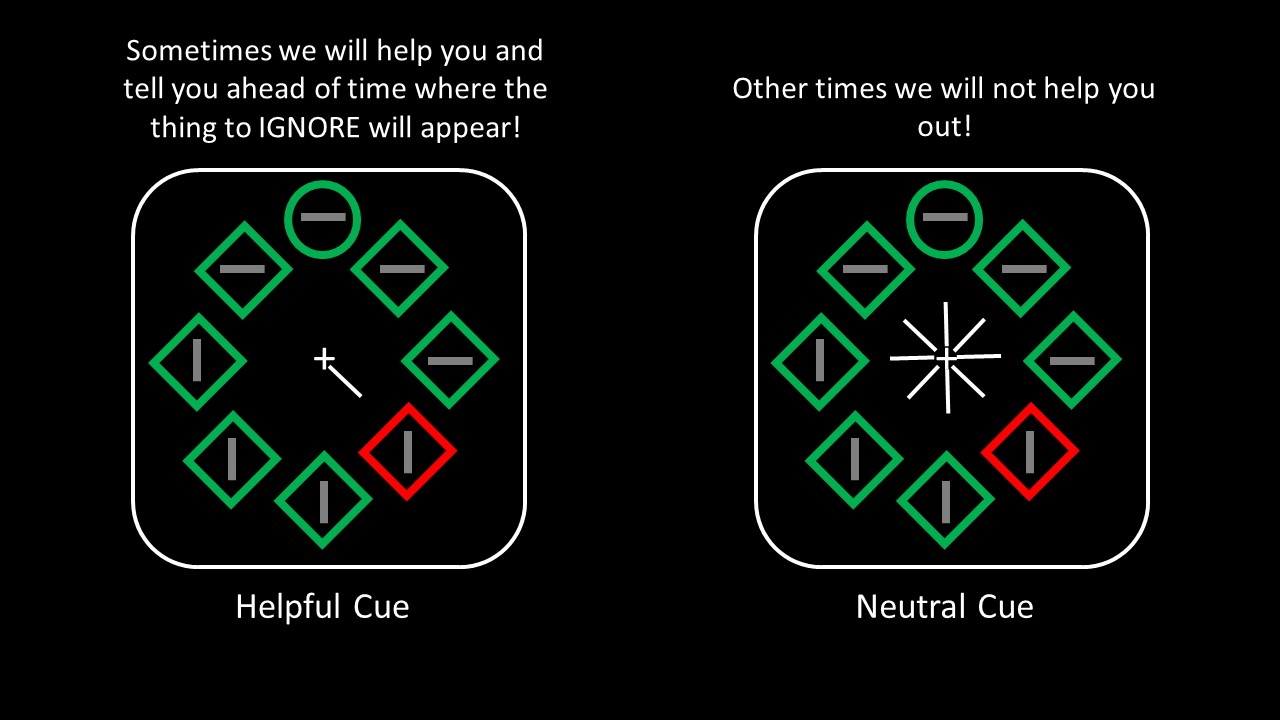 Sometimes we will help you and
tell you ahead of time where the
thing to IGNORE will appear!
Other times we will not help you
out!
Helpful Cue
Neutral Cue